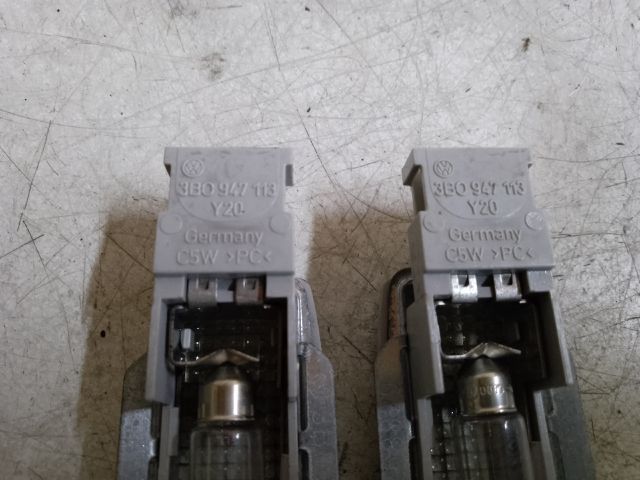 3B0 947 113
Y20
Germany
C5W >PC<
3B0 947 113
Y20
Germany
C5W >PC<